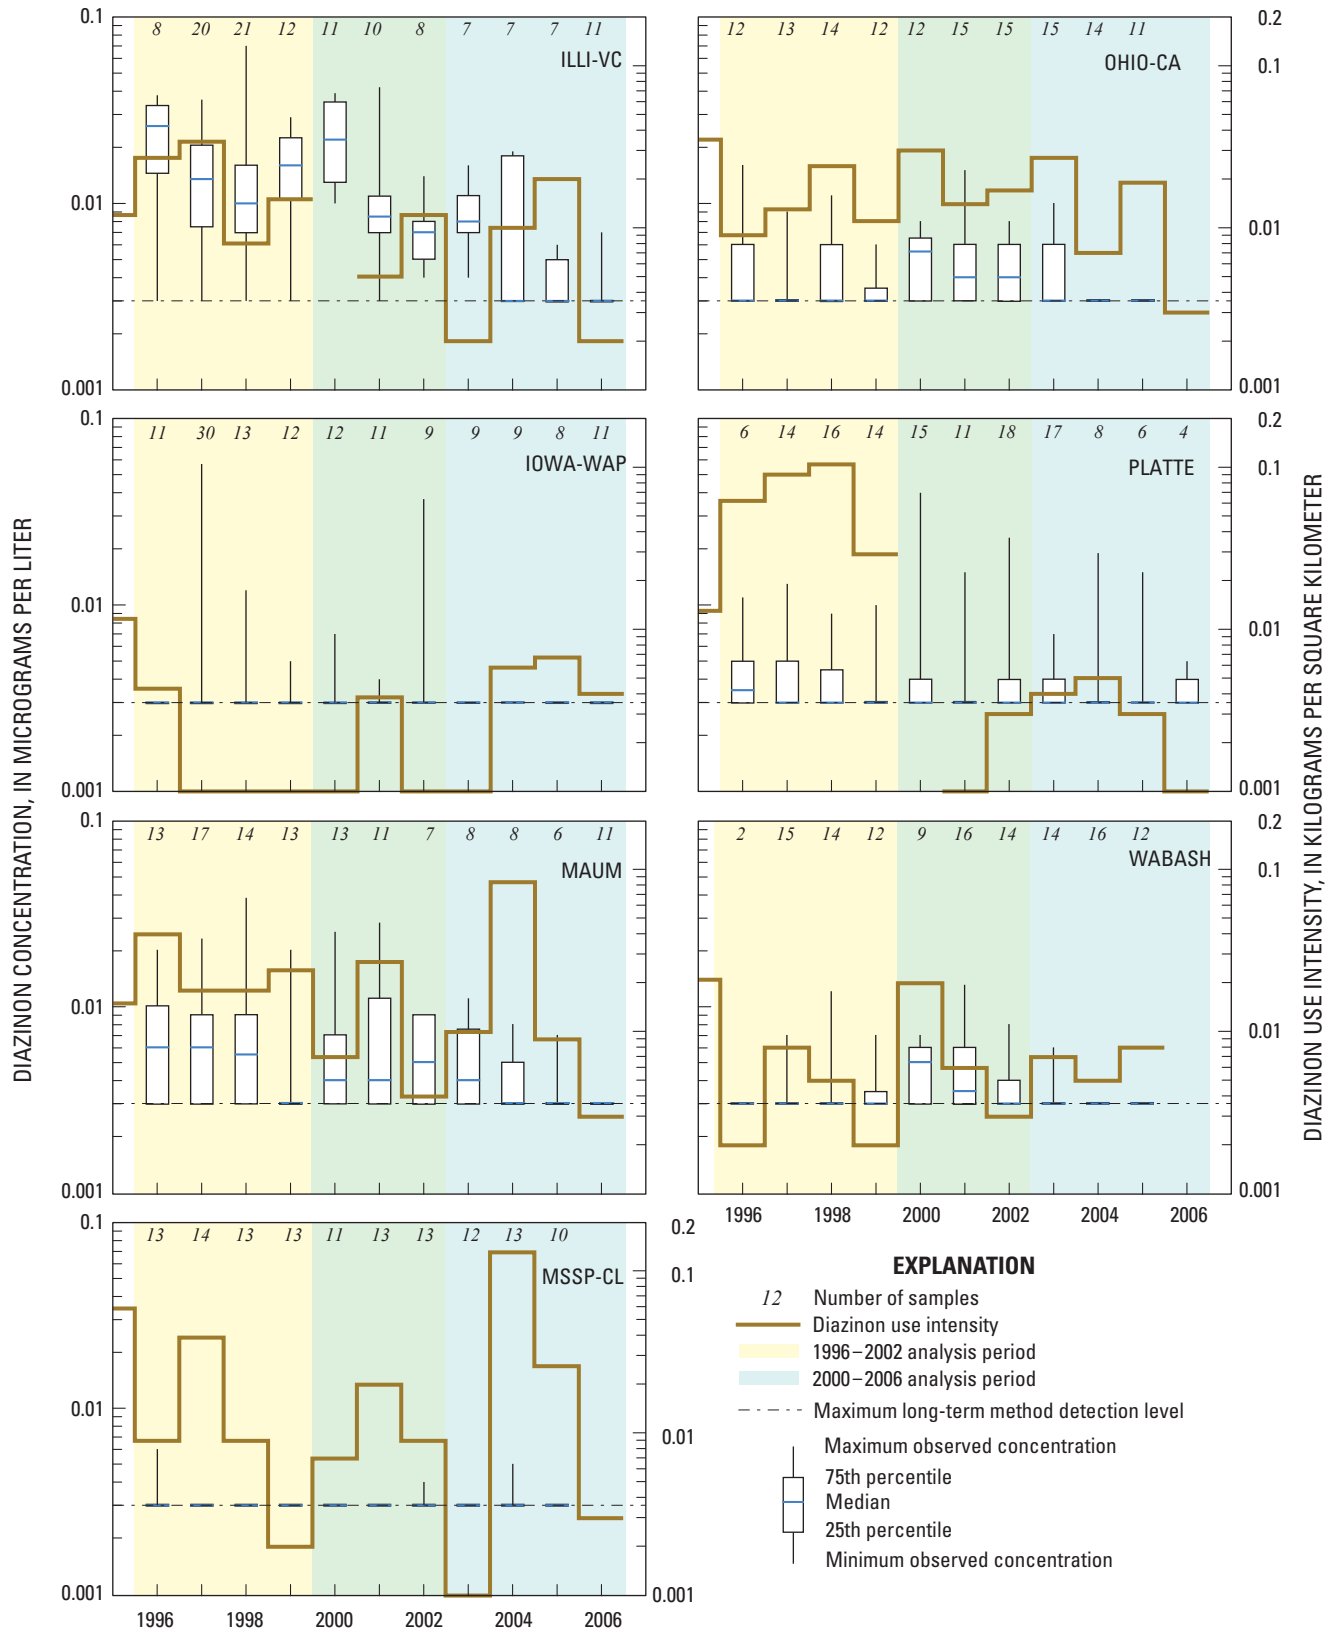 DIAZINON CONCENTRATION, IN MICROGRAMS PER LITER
0.1
0.01
0.001
8 20 21 12 11 10 8 7 7 7 11
ILLI-VC
12 13 14 12 12 15 15 15 14 11
OHIO-CA
0.2
0.1
0.01
0.001
0.1
0.01
0.001
11 30 13 12 12 11 9 9 9 8 11
IOWA-WAP
6 14 16 14 15 11 18 17 8 6 4
PLATTE
0.2
0.1
0.01
0.001
0.1
0.01
0.001
13 17 14 13 13 11 7 8 8 6 11
MAUM
2 15 14 12 9 16 14 14 16 12
WABASH
0.2
0.1
0.01
0.001
1996 1998 2000 2002 2004 2006
DIAZINON USE INTENSITY, IN KILOGRAMS PER SQUARE KILOMETER
0.1
0.01
0.001
13 14 13 13 11 13 13 12 13 10
MSSP-CL
0.2
0.1
0.01
0.001
1996 1998 2000 2002 2004 2006
EXPLANATION
12 Number of samples
Diazinon use intensity
1996–2002 analysis period
2000–2006 analysis period
Maximum long-term method detection level
Maximum observed concentration
75th percentile
Median
25th percentile
Minimum observed concentration